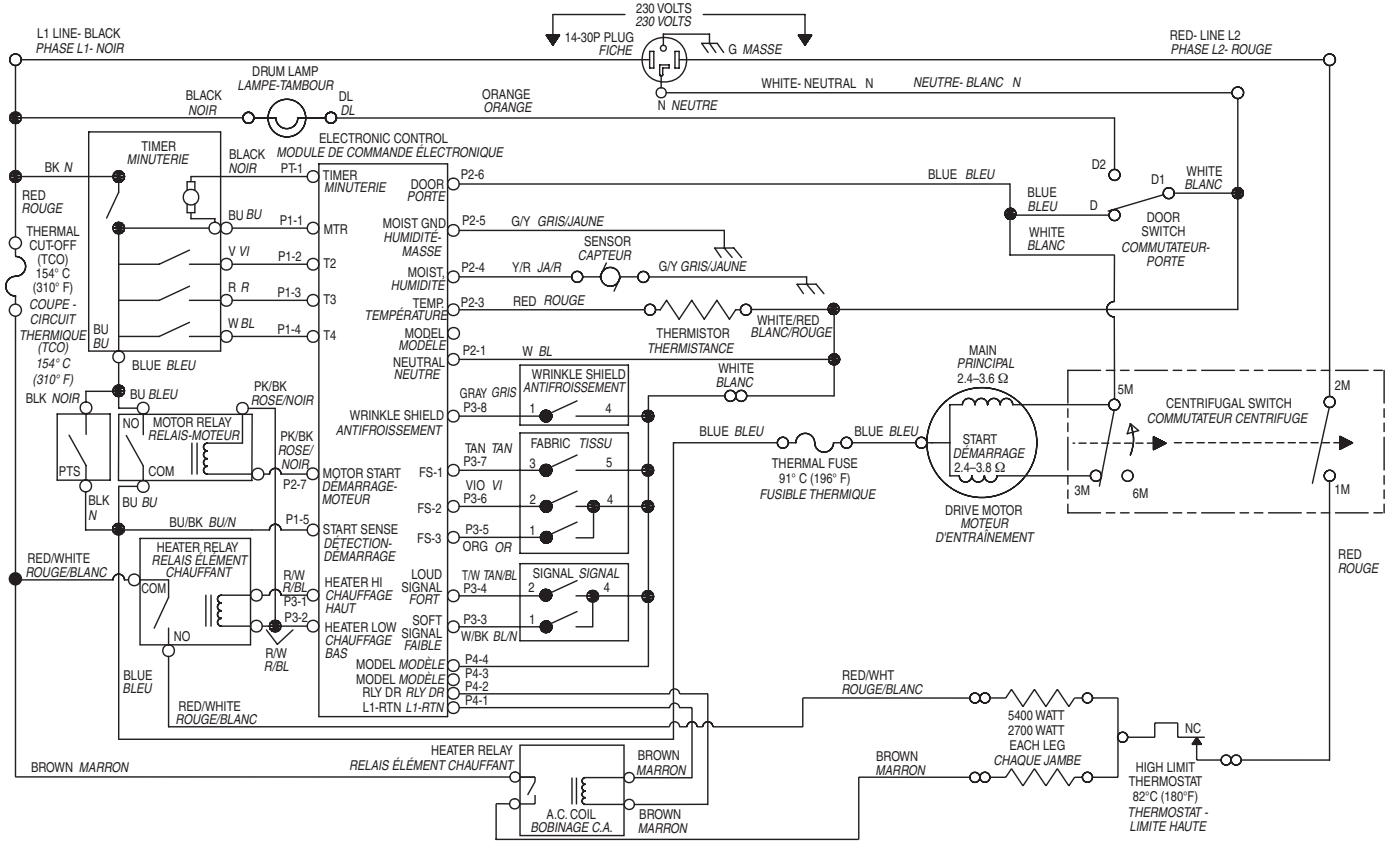 230 VOLTS
230 VOLTS
L1 LINE- BLACK
PHASE L1- NOIR
14-30P PLUG
FICHE
G MASSE
RED- LINE L2
PHASE L2- ROUGE
DRUM LAMP
LAMPE-TAMBOUR
WHITE- NEUTRAL N
NEUTRE- BLANC N
N NEUTRE
BLACK
NOIR
DL
DL
ORANGE
ORANGE
ELECTRONIC CONTROL
MODULE DE COMMANDE ÉLECTRONIQUE
TIMER
MINUTERIE
BK N
BLACK
NOIR
PT-1
TIMER
MINUTERIE
DOOR
PORTE
P2-6
BLUE BLEU
D2
D1
WHITE
BLANC
RED
ROUGE
BLUE
BLEU
D
DOOR
SWITCH
COMMUTATEUR-
PORTE
WHITE
BLANC
BU BU
P1-1
MTR
MOIST GND
HUMIDITÉ-
MASSE
P2-5
G/Y GRIS/JAUNE
THERMAL
CUT-OFF
(TCO)
154° C
(310° F)
COUPE -
CIRCUIT
THERMIQUE
(TCO)
154° C
(310° F)
V VI
P1-2
T2
MOIST,
HUMIDITÉ
P2-4
Y/R JA/R
SENSOR
CAPTEUR
G/Y GRIS/JAUNE
R R
P1-3
T3
TEMP.
TEMPÉRATURE
P2-3
RED ROUGE
THERMISTOR
THERMISTANCE
WHITE/RED
BLANC/ROUGE
W BL
P1-4
T4
MODEL
MODÈLE
BU
BU
NEUTRAL
NEUTRE
P2-1
W BL
BLUE BLEU
WHITE
BLANC
MAIN
PRINCIPAL
2.4–3.6 Ω
BLK NOIR
BU BLEU
PK/BK
ROSE/NOIR
GRAY GRIS
P3-8
WRINKLE SHIELD
ANTIFROISSEMENT
1
4
WRINKLE SHIELD
ANTIFROISSEMENT
5M
CENTRIFUGAL SWITCH
COMMUTATEUR CENTRIFUGE
2M
NO
MOTOR RELAY
RELAIS-MOTEUR
PK/BK
ROSE/
NOIR
PTS
COM
BLUE BLEU
BLUE BLEU
START
DÉMARRAGE
2.4–3.8 Ω
THERMAL FUSE
91° C (196° F)
FUSIBLE THERMIQUE
TAN TAN
P3-7
FABRIC TISSU
3
5
FS-1
MOTOR START
DÉMARRAGE-
MOTEUR
P2-7
BLK
N
BU BU
VIO VI
P3-6
2
4
FS-2
3M
6M
1M
DRIVE MOTOR
MOTEUR
D'ENTRAÎNEMENT
BU/BK BU/N
P1-5
START SENSE
DÉTECTION-
DÉMARRAGE
FS-3
P3-5
ORG OR
1
RED
ROUGE
RED/WHITE
ROUGE/BLANC
HEATER RELAY
RELAIS ÉLÉMENT
CHAUFFANT
COM
NO
R/W
R/BL
P3-1
HEATER HI
CHAUFFAGE
HAUT
LOUD
SIGNAL
FORT
T/W TAN/BL
P3-4
SIGNAL SIGNAL
2
4
P3-2
HEATER LOW
CHAUFFAGE
BAS
SOFT
SIGNAL
FAIBLE
P3-3
W/BK BL/N
1
R/W
R/BL
BLUE
BLEU
MODEL MODÈLE
P4-4
MODEL MODÈLE
P4-3
RLY DR RLY DR
P4-2
L1-RTN L1-RTN
P4-1
RED/WHITE
ROUGE/BLANC
RED/WHT
ROUGE/BLANC
5400 WATT
2700 WATT
EACH LEG
CHAQUE JAMBE
NC
HIGH LIMIT
THERMOSTAT
82°C (180°F)
THERMOSTAT -
LIMITE HAUTE
BROWN MARRON
HEATER RELAY
RELAIS ÉLÉMENT CHAUFFANT
BROWN
MARRON
BROWN
MARRON
A.C. COIL
BOBINAGE C.A.
BROWN
MARRON